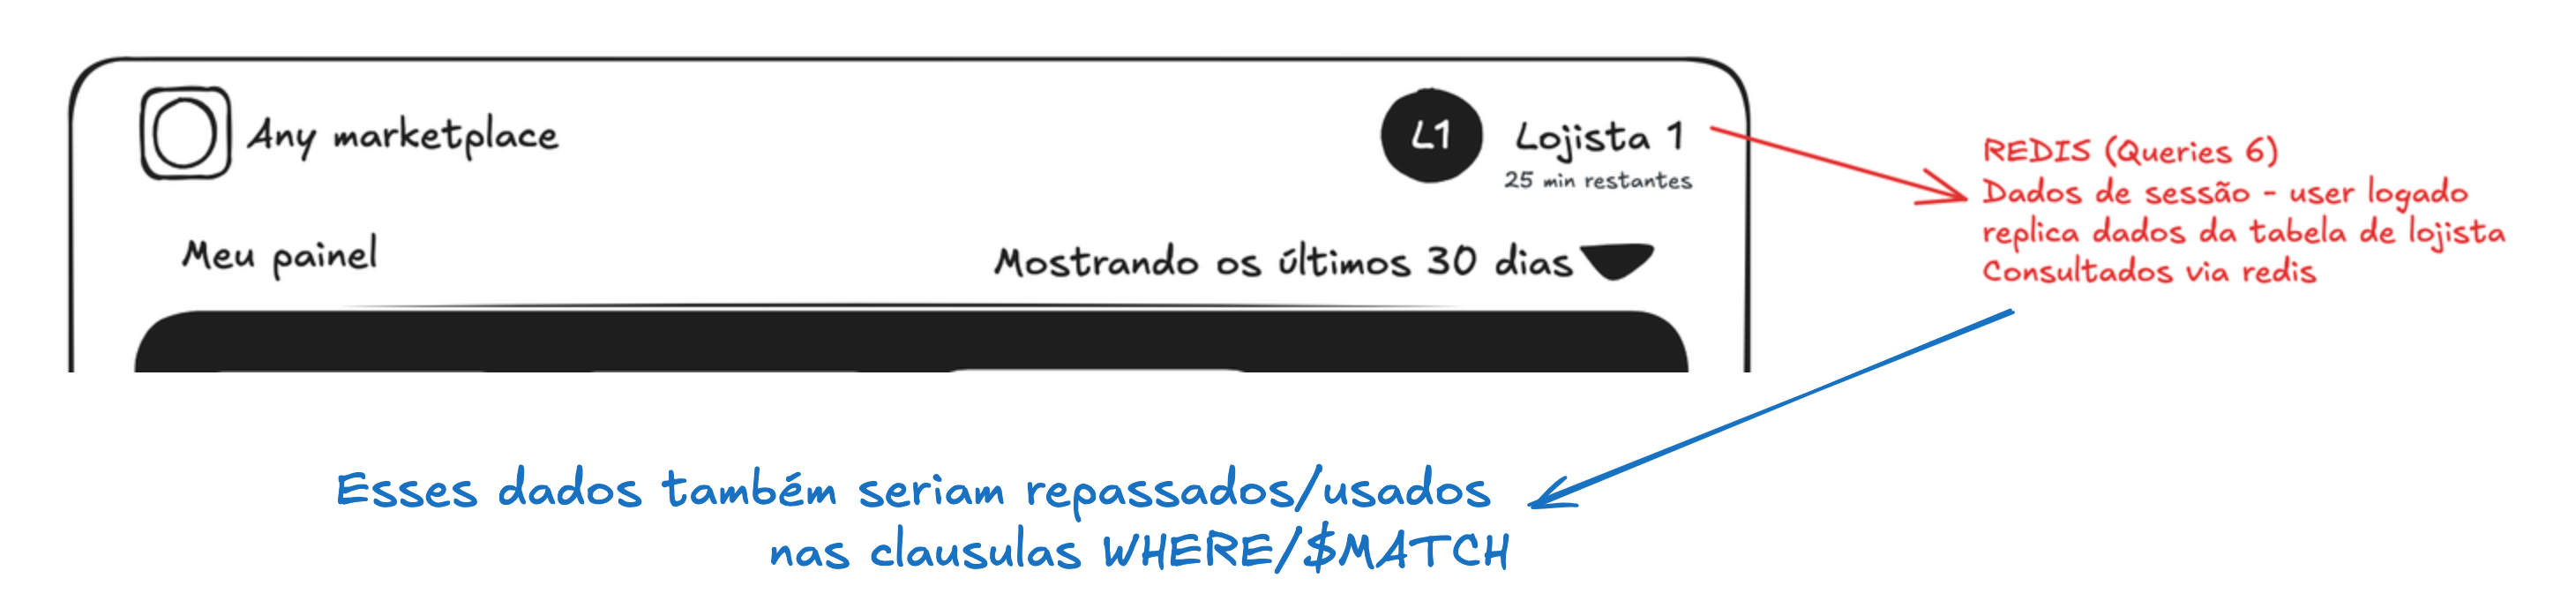 Any marketplace
L1
Lojista 1
25 min restantes
Meu painel
Mostrando os últimos 30 dias
REDIS (Queries 6)
Dados de sessão - user logado
replica dados da tabela de lojista
Consultados via redis
Esses dados também seriam repassados/usados
nas clausulas WHERE/$MATCH